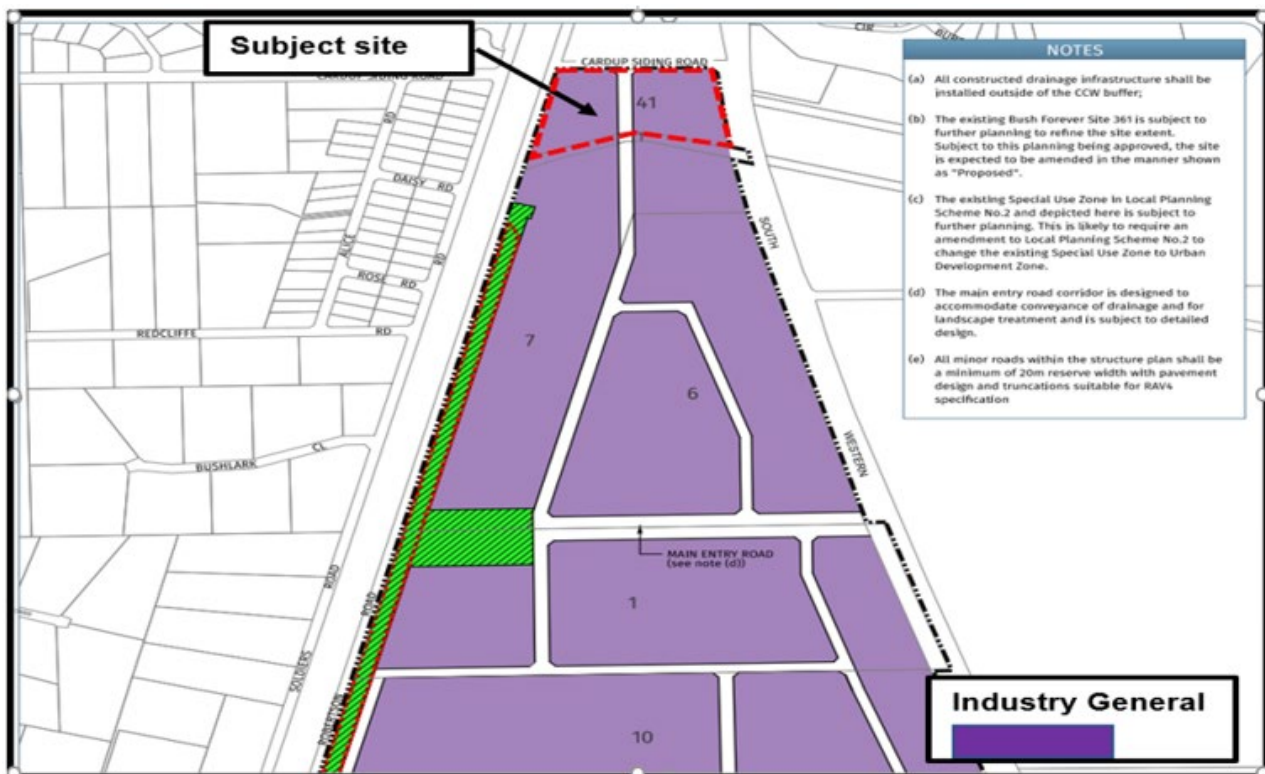 Subject site
CARDUP SIDING ROAD
CARDUP SIDING ROAD
41
NOTES
(a) All constructed drainage infrastructure shall be
installed outside of the CCW buffer;
(b) The existing Bush Forever Site 361 is subject to
further planning to refine the site extent.
Subject to this planning being approved, the site
is expected to be amended in the manner shown
as "Proposed".
(c) The existing Special Use Zone in Local Planning
Scheme No.2 and depicted here is subject to
further planning. This is likely to require an
amendment to Local Planning Scheme No.2 to
change the existing Special Use Zone to Urban
Development Zone.
(d) The main entry road corridor is designed to
accommodate conveyance of drainage and for
landscape treatment and is subject to detailed
design.
(e) All minor roads within the structure plan shall be
a minimum of 20m reserve width with pavement
design and truncations suitable for RAV4
specification
RD
DAISY RD
ALICE
RD
ROSE RD
REDCLIFFE RD
SOUTH
7
6
WESTERN
BUSHLARK CL
MAIN ENTRY ROAD
(see note (d))
1
ROAD
ROAD
SOLDIERS
ROBERTSON
10
Industry General